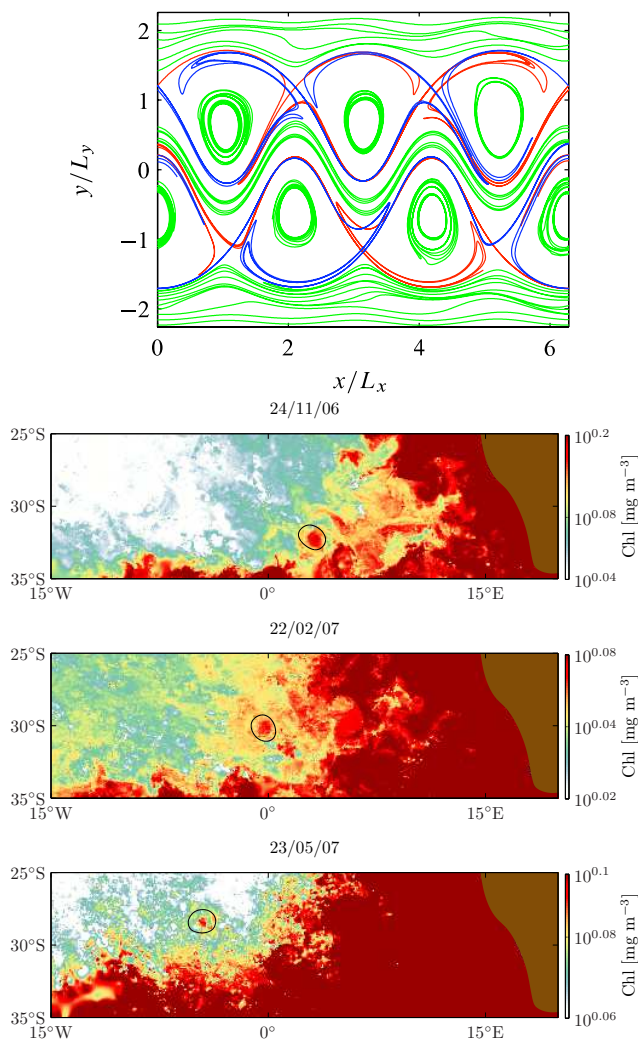 y/L_y
2
1
0
−1
−2
0 2 4 6
x/L_x
24/11/06
25°S
30°S
35°S
15°W 0° 15°E
10^0.2
10^0.08
10^0.04
Chl [mg m^−3]
22/02/07
25°S
30°S
35°S
15°W 0° 15°E
10^0.08
10^0.04
10^0.02
Chl [mg m^−3]
23/05/07
25°S
30°S
35°S
15°W 0° 15°E
10^0.1
10^0.08
10^0.06
Chl [mg m^−3]